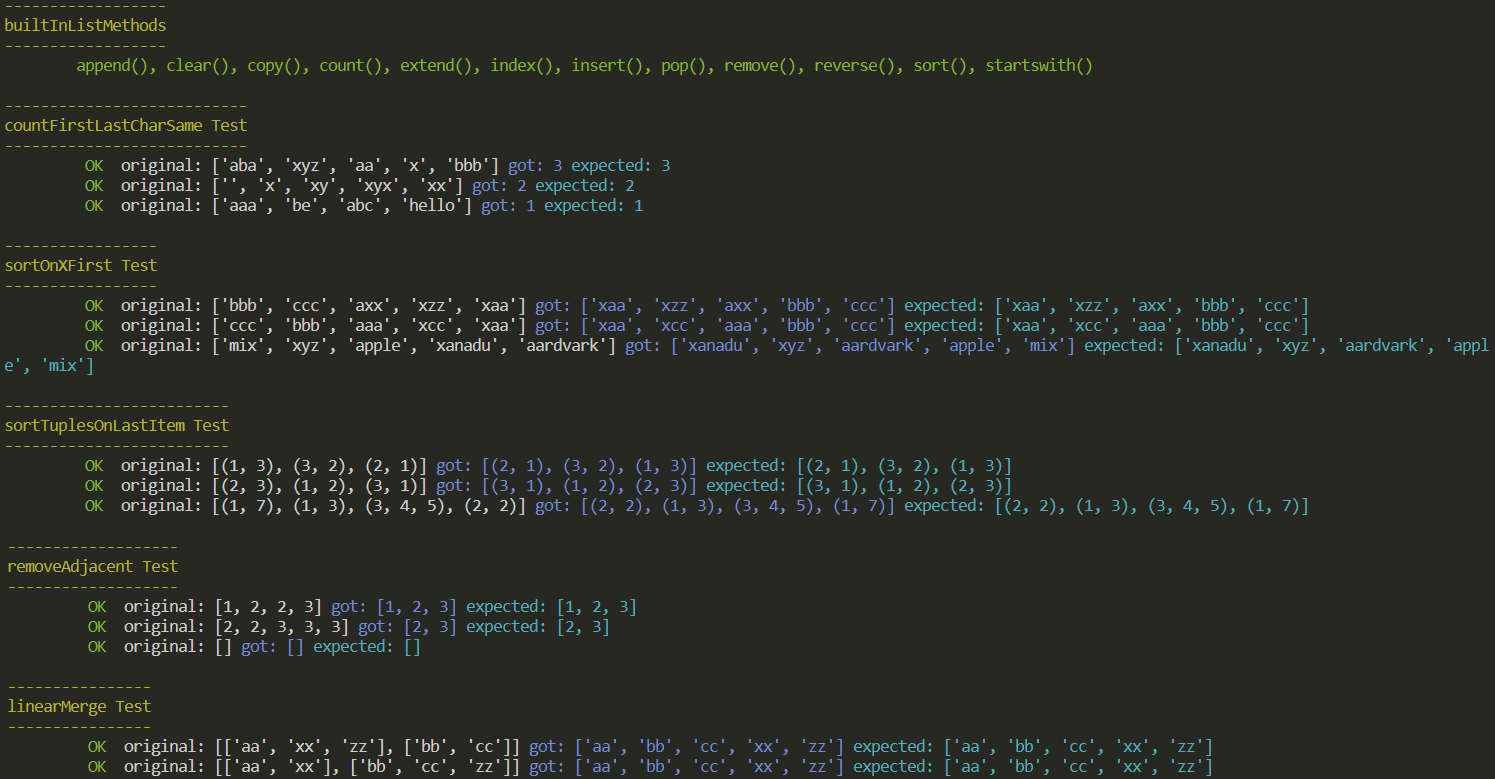 ------------------
builtInListMethods
------------------
append(), clear(), copy(), count(), extend(), index(), insert(), pop(), remove(), reverse(), sort(), startswith()
---------------------------
countFirstLastCharSame Test
---------------------------
OK  original: ['aba', 'xyz', 'aa', 'x', 'bbb'] got: 3 expected: 3
OK  original: ['', 'x', 'xy', 'xyx', 'xx'] got: 2 expected: 2
OK  original: ['aaa', 'be', 'abc', 'hello'] got: 1 expected: 1
-----------------
sortOnXFirst Test
-----------------
OK  original: ['bbb', 'ccc', 'axx', 'xzz', 'xaa'] got: ['xaa', 'xzz', 'axx', 'bbb', 'ccc'] expected: ['xaa', 'xzz', 'axx', 'bbb', 'ccc']
OK  original: ['ccc', 'bbb', 'aaa', 'xcc', 'xaa'] got: ['xaa', 'xcc', 'aaa', 'bbb', 'ccc'] expected: ['xaa', 'xcc', 'aaa', 'bbb', 'ccc']
OK  original: ['mix', 'xyz', 'apple', 'xanadu', 'aardvark'] got: ['xanadu', 'xyz', 'aardvark', 'apple', 'mix'] expected: ['xanadu', 'xyz', 'aardvark', 'appl
e', 'mix']
-------------------------
sortTuplesOnLastItem Test
-------------------------
OK  original: [(1, 3), (3, 2), (2, 1)] got: [(2, 1), (3, 2), (1, 3)] expected: [(2, 1), (3, 2), (1, 3)]
OK  original: [(2, 3), (1, 2), (3, 1)] got: [(3, 1), (1, 2), (2, 3)] expected: [(3, 1), (1, 2), (2, 3)]
OK  original: [(1, 7), (1, 3), (3, 4, 5), (2, 2)] got: [(2, 2), (1, 3), (3, 4, 5), (1, 7)] expected: [(2, 2), (1, 3), (3, 4, 5), (1, 7)]
-------------------
removeAdjacent Test
-------------------
OK  original: [1, 2, 2, 3] got: [1, 2, 3] expected: [1, 2, 3]
OK  original: [2, 2, 3, 3, 3] got: [2, 3] expected: [2, 3]
OK  original: [] got: [] expected: []
----------------
linearMerge Test
----------------
OK  original: [['aa', 'xx', 'zz'], ['bb', 'cc']] got: ['aa', 'bb', 'cc', 'xx', 'zz'] expected: ['aa', 'bb', 'cc', 'xx', 'zz']
OK  original: [['aa', 'xx'], ['bb', 'cc', 'zz']] got: ['aa', 'bb', 'cc', 'xx', 'zz'] expected: ['aa', 'bb', 'cc', 'xx', 'zz']